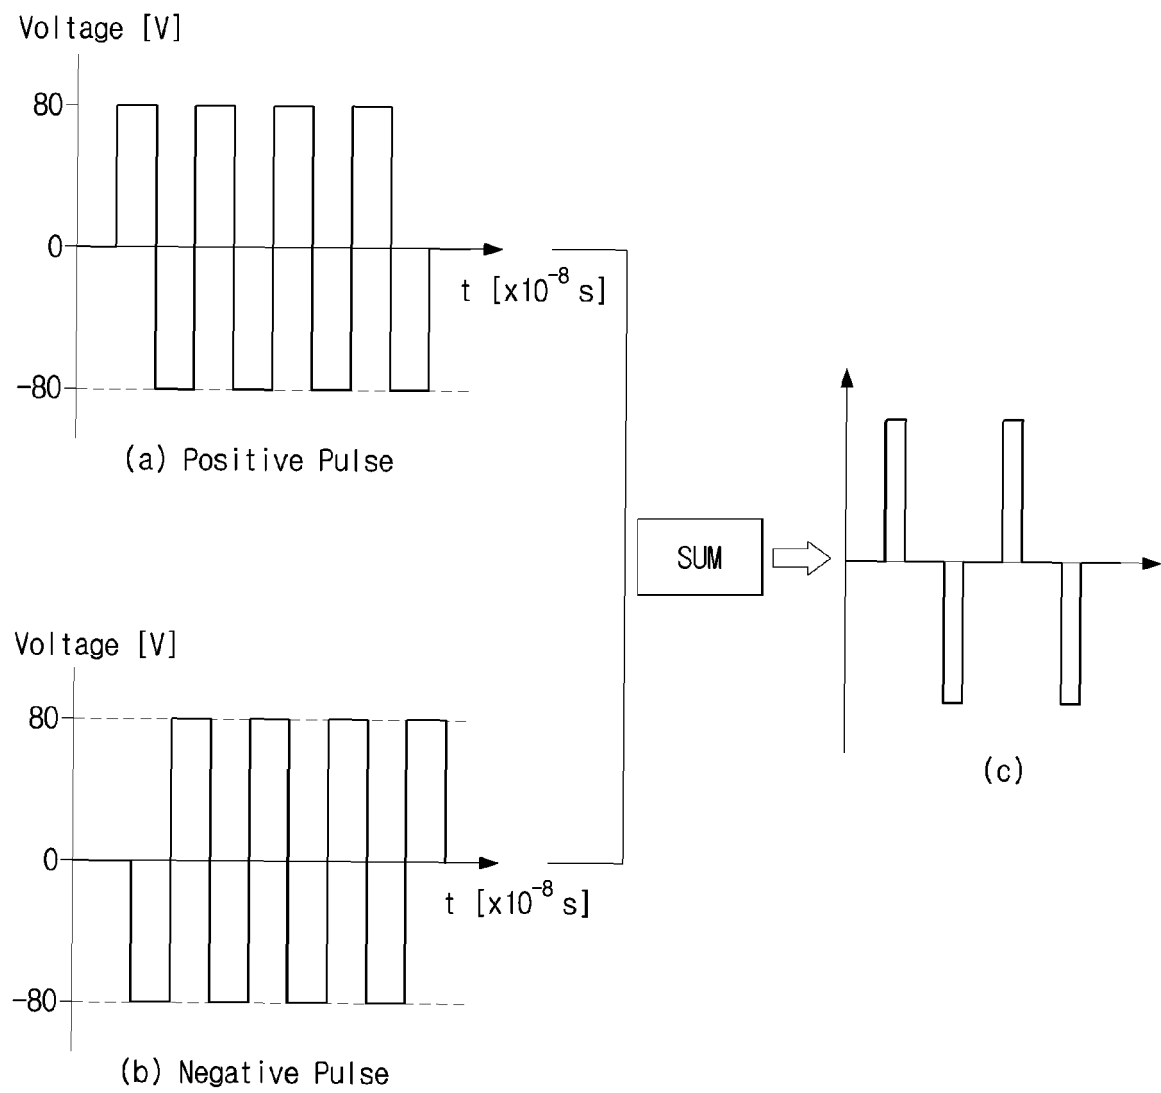 Voltage [V]
80
0
t [x10⁻⁸ s]
-80
(a) Positive Pulse
SUM
(c)
Voltage [V]
80
0
t [x10⁻⁸ s]
-80
(b) Negative Pulse